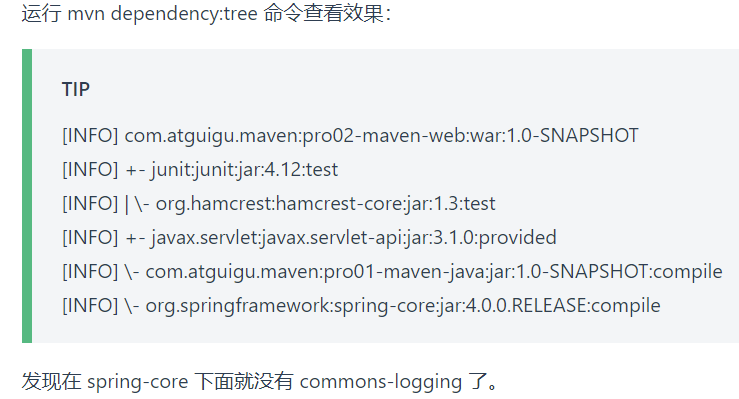 运行 mvn dependency:tree 命令查看效果：
TIP
[INFO] com.atguigu.maven:pro02-maven-web:war:1.0-SNAPSHOT
[INFO] +- junit:junit:jar:4.12:test
[INFO] | \- org.hamcrest:hamcrest-core:jar:1.3:test
[INFO] +- javax.servlet:javax.servlet-api:jar:3.1.0:provided
[INFO] \- com.atguigu.maven:pro01-maven-java:jar:1.0-SNAPSHOT:compile
[INFO] \- org.springframework:spring-core:jar:4.0.0.RELEASE:compile
发现在 spring-core 下面就没有 commons-logging 了。